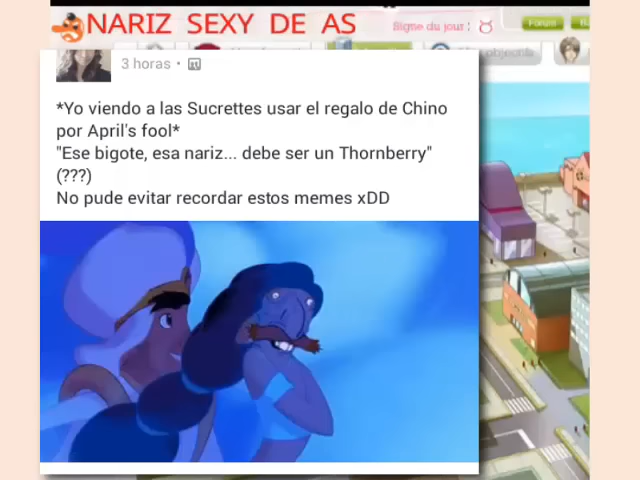 NARIZ SEXY DE AS
Signe du jour :
Forum
3 horas
*Yo viendo a las Sucrettes usar el regalo de Chino
por April's fool*
"Ese bigote, esa nariz... debe ser un Thornberry"
(???)
No pude evitar recordar estos memes xDD